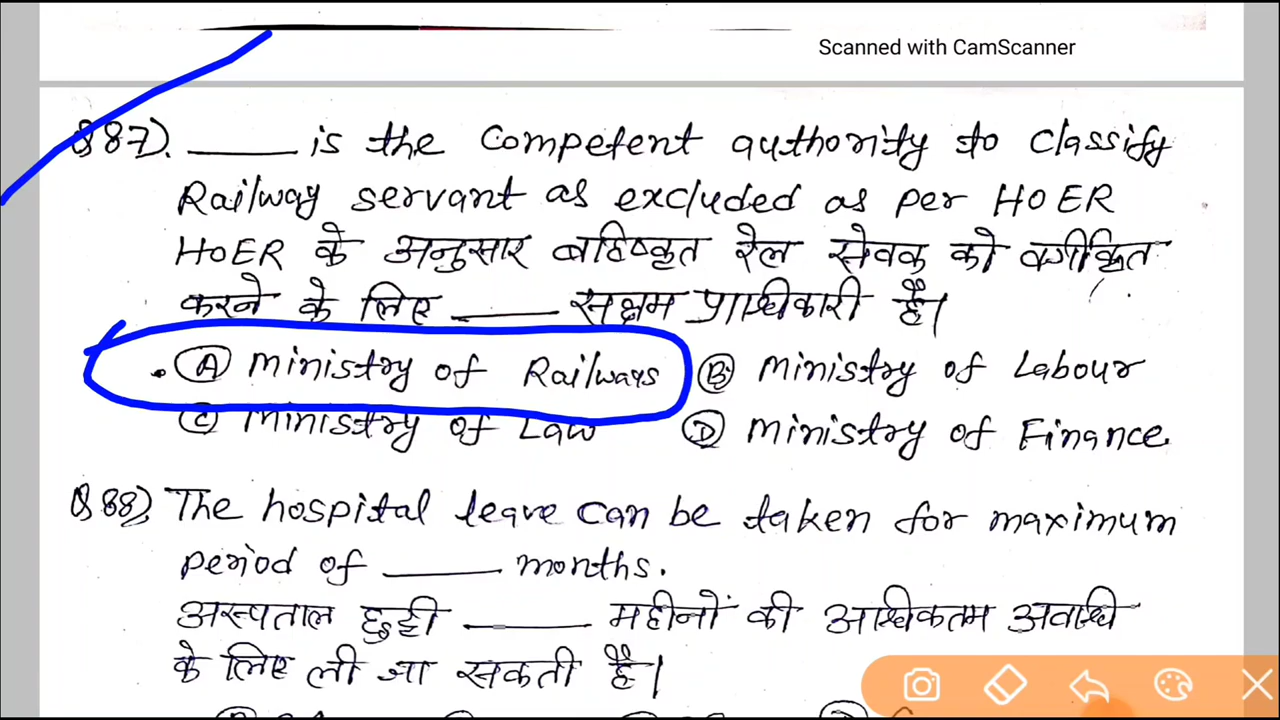 Scanned with CamScanner
Q87). ______ is the competent authority to classify
Railway servant as excluded as per HOER
HOER के अनुसार बहिष्कृत रेल सेवक को वर्गीकृत
करने के लिए ______ सक्षम प्राधिकारी है।
A Ministry of Railways B Ministry of Labour
C Ministry of Law D Ministry of Finance.
Q88) The hospital leave can be taken for maximum
period of ______ months.
अस्पताल छुट्टी ______ महीनों की अधिकतम अवधि
के लिए ली जा सकती है।